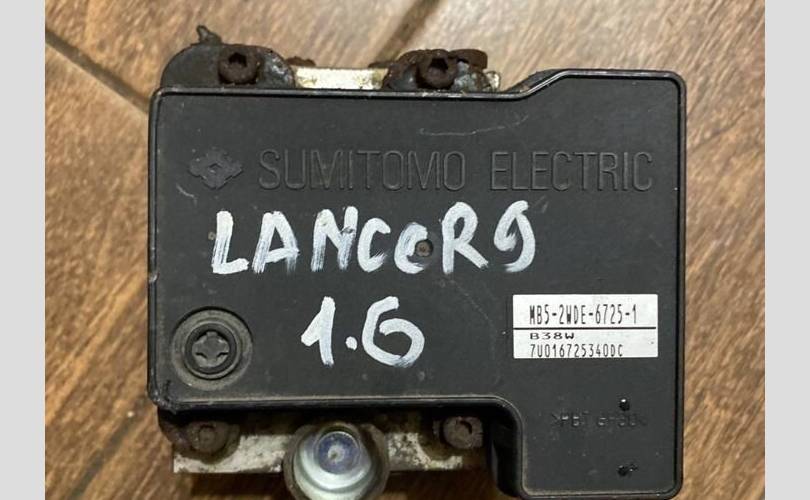 SUMITOMO ELECTRIC
LANCER9
1.6
MB5-2WDE-6725-1
B38W
7U016725340DC